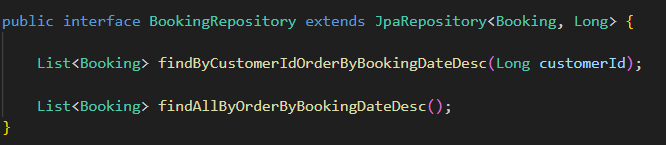 public interface BookingRepository extends JpaRepository<Booking, Long> {
List<Booking> findByCustomerIdOrderByBookingDateDesc(Long customerId);
List<Booking> findAllByOrderByBookingDateDesc();
}